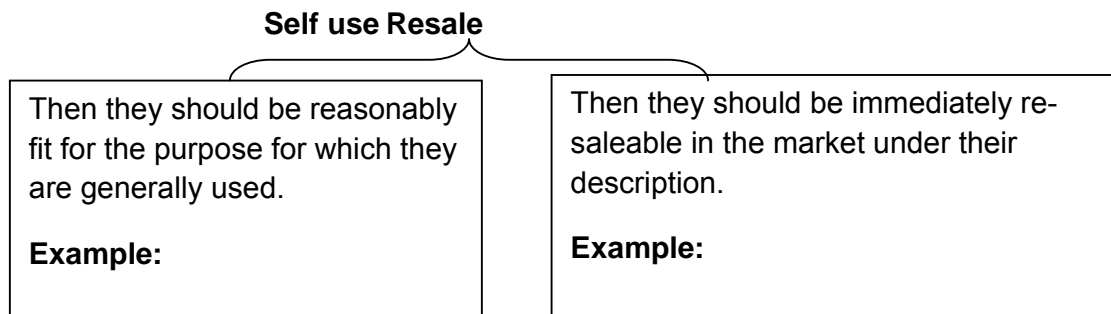 Self use Resale
Then they should be reasonably
fit for the purpose for which they
are generally used.
Example:
Then they should be immediately re-
saleable in the market under their
description.
Example: